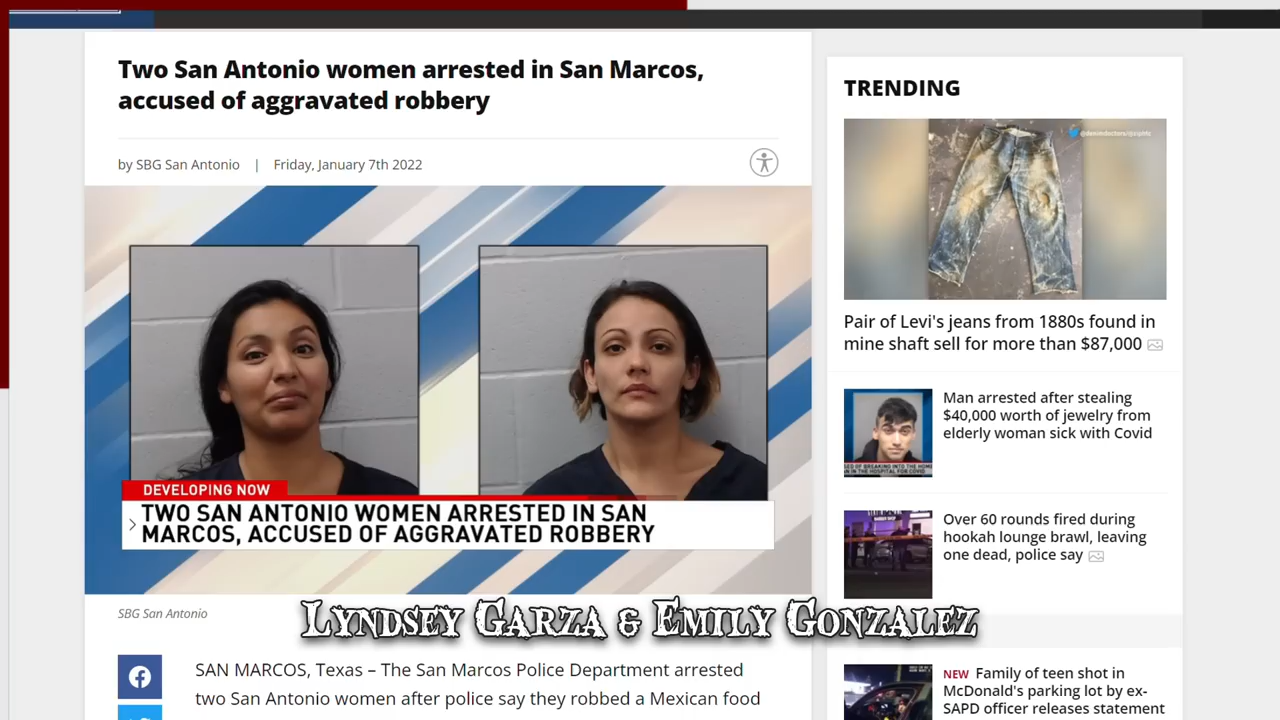 Two San Antonio women arrested in San Marcos,
accused of aggravated robbery
by SBG San Antonio | Friday, January 7th 2022
DEVELOPING NOW
TWO SAN ANTONIO WOMEN ARRESTED IN SAN
MARCOS, ACCUSED OF AGGRAVATED ROBBERY
SBG San Antonio
LYNDSEY GARZA & EMILY GONZALEZ
SAN MARCOS, Texas – The San Marcos Police Department arrested
two San Antonio women after police say they robbed a Mexican food
TRENDING
Pair of Levi's jeans from 1880s found in
mine shaft sell for more than $87,000
Man arrested after stealing
$40,000 worth of jewelry from
elderly woman sick with Covid
Over 60 rounds fired during
hookah lounge brawl, leaving
one dead, police say
NEW Family of teen shot in
McDonald's parking lot by ex-
SAPD officer releases statement